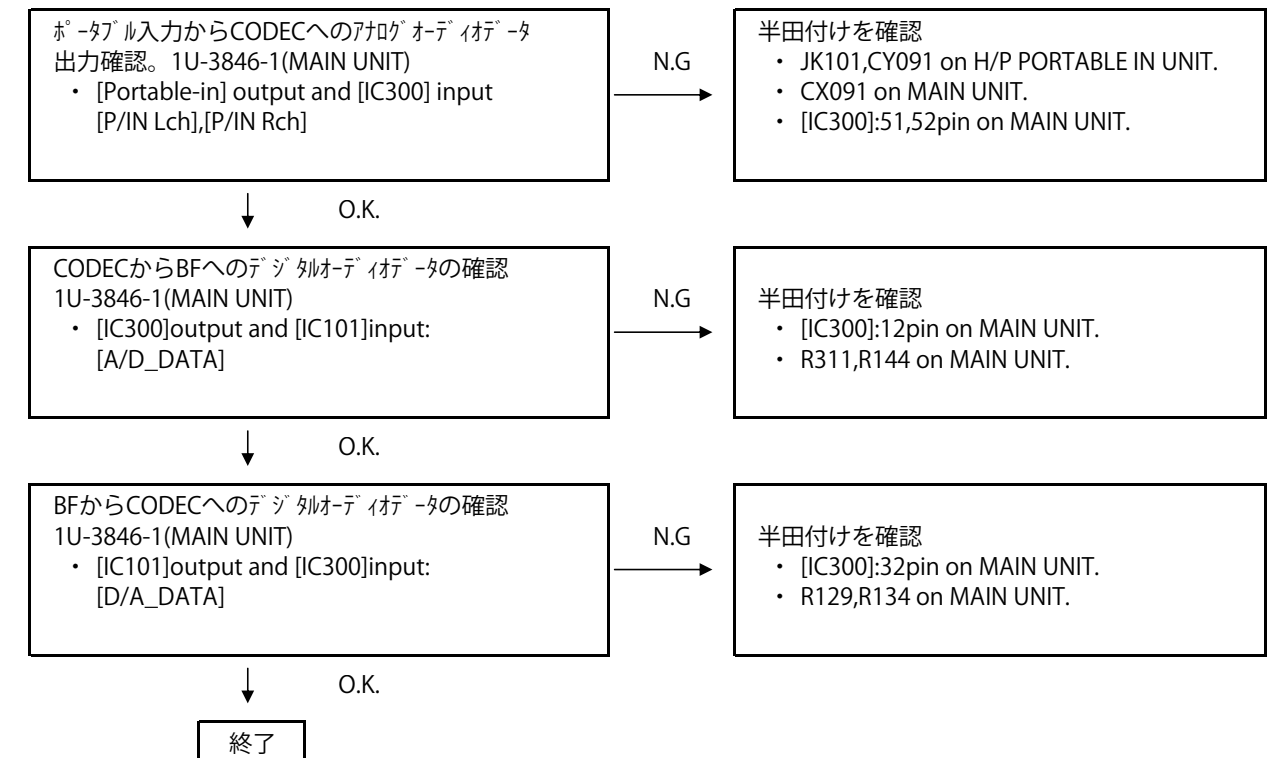 ﾎﾟｰﾀﾌﾞﾙ入力からCODECへのｱﾅﾛｸﾞｵｰﾃﾞｨｵﾃﾞｰﾀ
出力確認。1U-3846-1(MAIN UNIT)
・ [Portable-in] output and [IC300] input
[P/IN Lch],[P/IN Rch]
N.G
半田付けを確認
・ JK101,CY091 on H/P PORTABLE IN UNIT.
・ CX091 on MAIN UNIT.
・ [IC300]:51,52pin on MAIN UNIT.
O.K.
CODECからBFへのﾃﾞｼﾞﾀﾙｵｰﾃﾞｨｵﾃﾞｰﾀの確認
1U-3846-1(MAIN UNIT)
・ [IC300]output and [IC101]input:
[A/D_DATA]
N.G
半田付けを確認
・ [IC300]:12pin on MAIN UNIT.
・ R311,R144 on MAIN UNIT.
O.K.
BFからCODECへのﾃﾞｼﾞﾀﾙｵｰﾃﾞｨｵﾃﾞｰﾀの確認
1U-3846-1(MAIN UNIT)
・ [IC101]output and [IC300]input:
[D/A_DATA]
N.G
半田付けを確認
・ [IC300]:32pin on MAIN UNIT.
・ R129,R134 on MAIN UNIT.
O.K.
終了